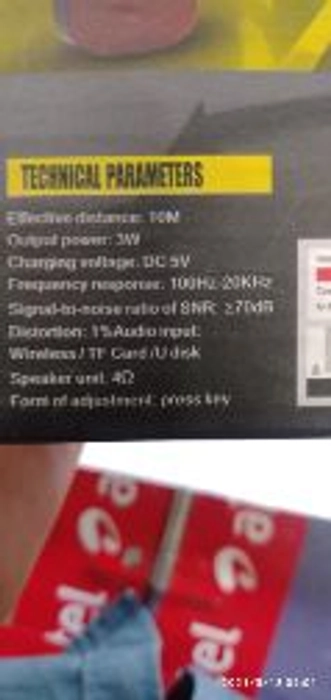 TECHNICAL PARAMETERS
Effective distance: 10M
Output power: 3W
Charging voltage: DC 5V
Frequency response: 100Hz-20KHz
Signal-to-noise ratio of SNR: ≥70dB
Distortion: 1% Audio input:
Wireless / TF Card /U disk
Speaker unit: 4Ω
Form of adjustment: press key
a
a
tel
el